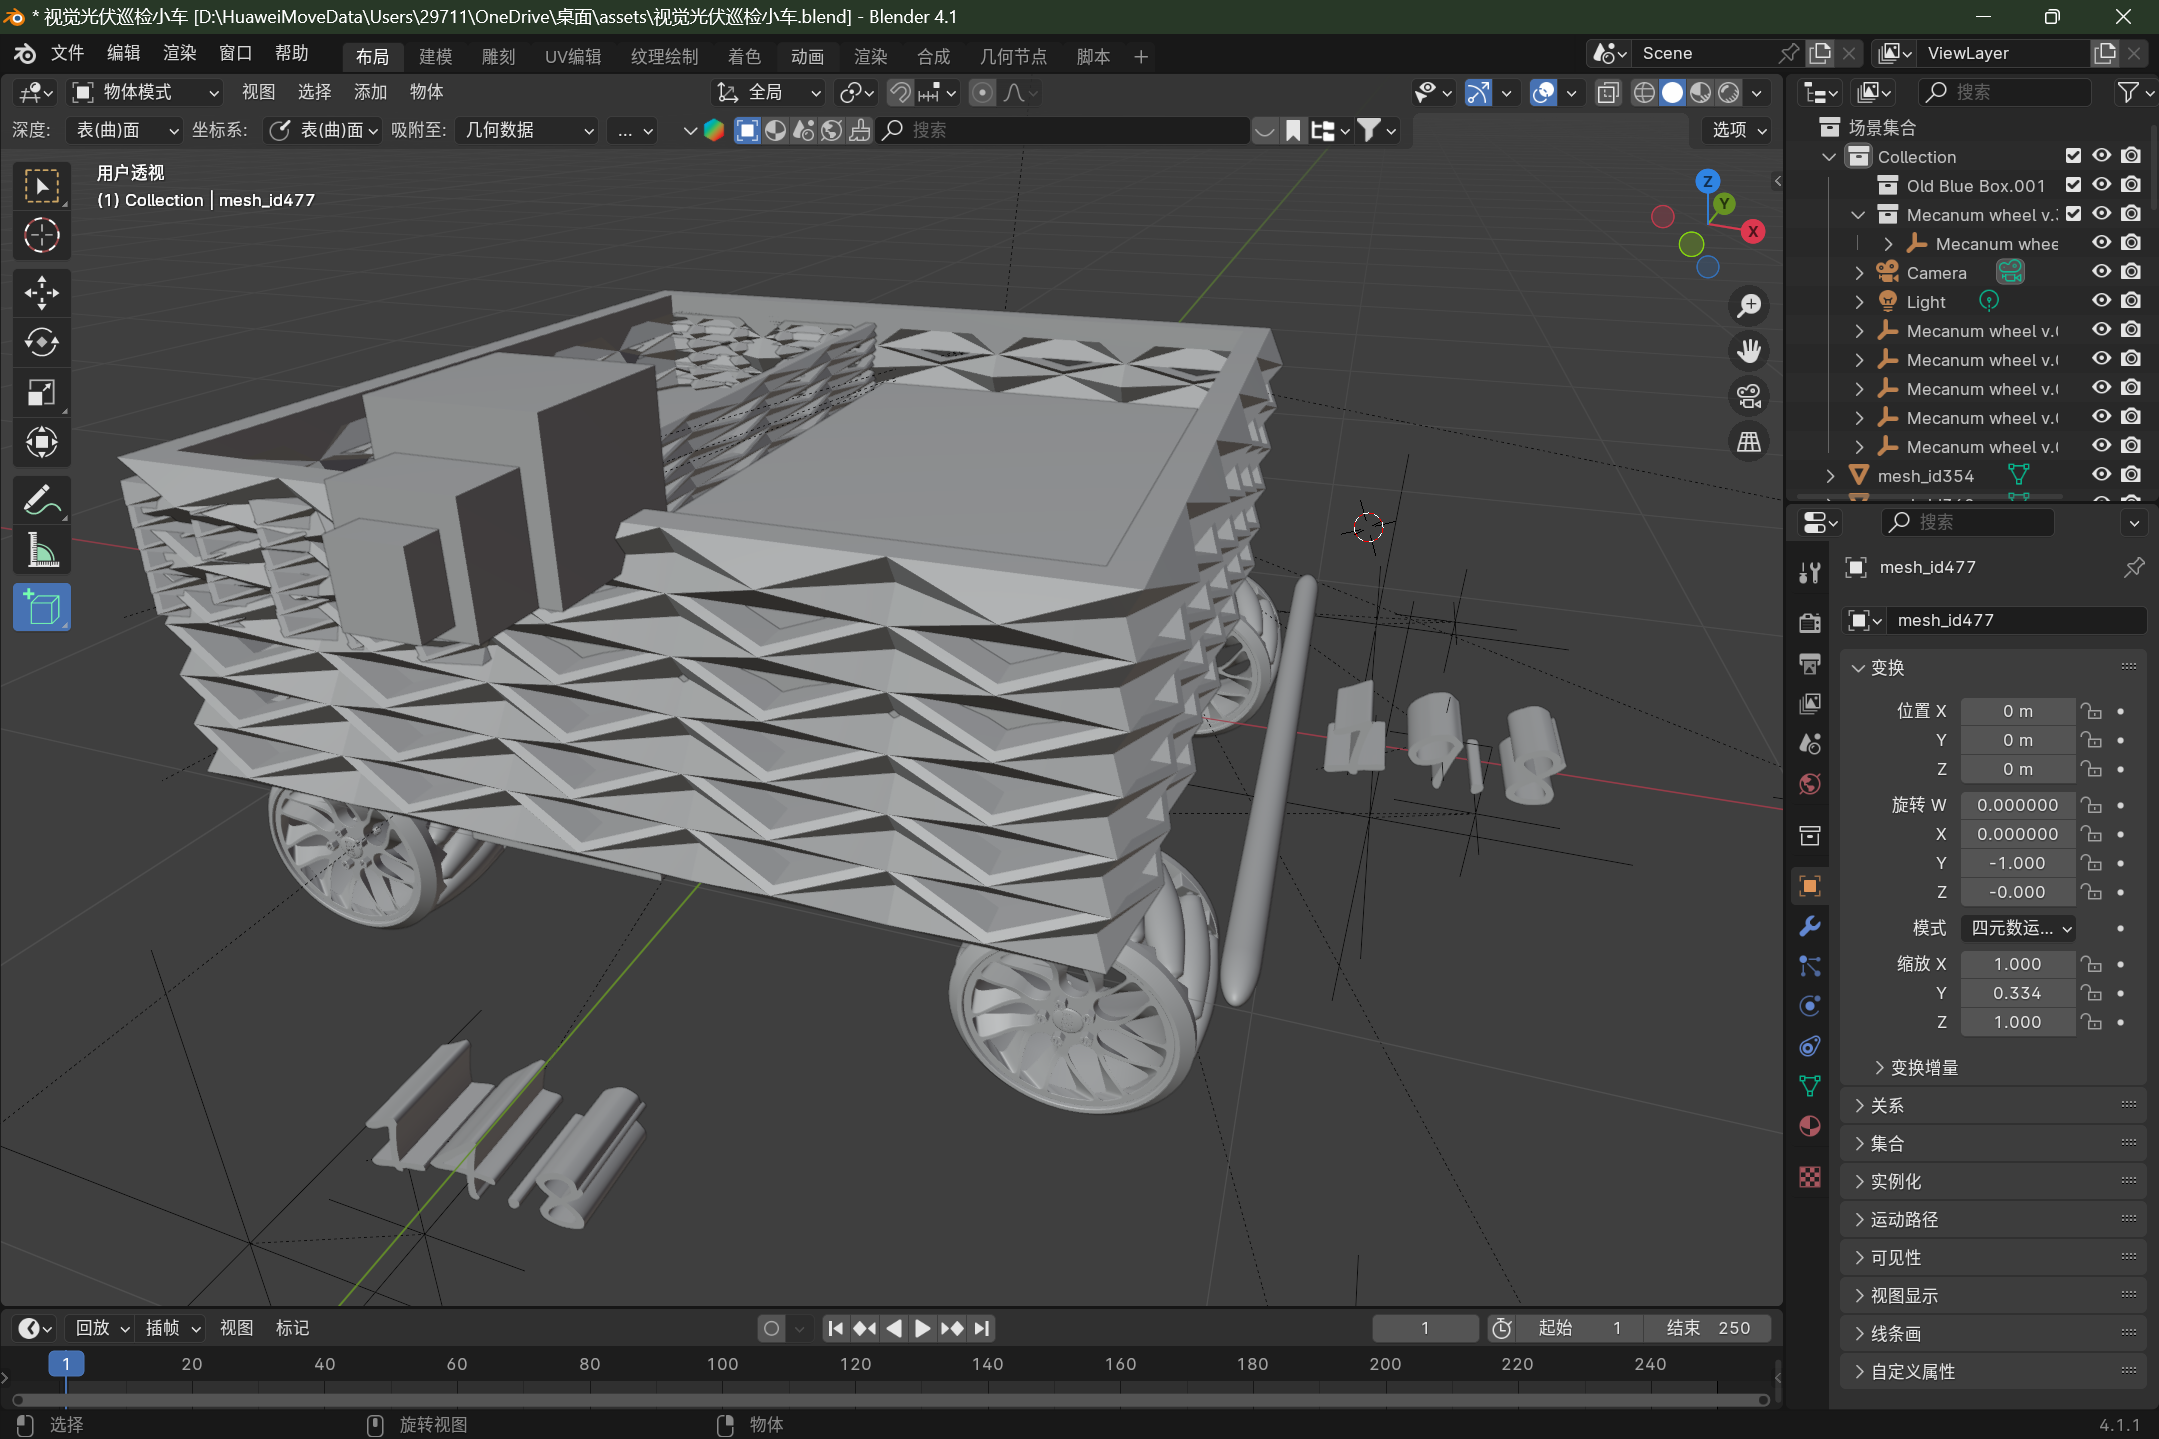 * 视觉光伏巡检小车 [D:\HuaweiMoveData\Users\29711\OneDrive\桌面\assets\视觉光伏巡检小车.blend] - Blender 4.1
文件 编辑 渲染 窗口 帮助 布局 建模 雕刻 UV编辑 纹理绘制 着色 动画 渲染 合成 几何节点 脚本 + Scene ViewLayer
物体模式 视图 选择 添加 物体 全局 搜索
深度: 表(曲)面 坐标系: 表(曲)面 吸附至: 几何数据 ... 搜索 选项
用户透视
(1) Collection | mesh_id477
Z
Y
X
场景集合
Collection
Old Blue Box.001
Mecanum wheel v.
Mecanum whee
Camera
Light
Mecanum wheel v.
Mecanum wheel v.
Mecanum wheel v.
Mecanum wheel v.
Mecanum wheel v.
mesh_id354
搜索
mesh_id477
mesh_id477
变换
位置 X 0 m
Y 0 m
Z 0 m
旋转 W 0.000000
X 0.000000
Y -1.000
Z -0.000
模式 四元数运...
缩放 X 1.000
Y 0.334
Z 1.000
变换增量
关系
集合
实例化
运动路径
可见性
视图显示
线条画
自定义属性
回放 插帧 视图 标记 1 起始 1 结束 250
1 20 40 60 80 100 120 140 160 180 200 220 240
选择 旋转视图 物体 4.1.1